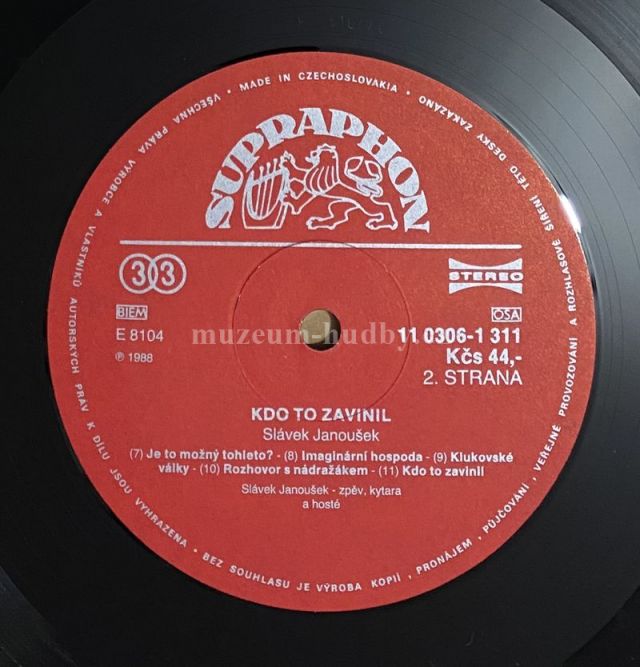 VŠECHNA PRÁVA VÝROBCE A VLASTNÍKŮ AUTORSKÝCH PRÁV K DÍLU JSOU VYHRAZENA • BEZ SOUHLASU JE VÝROBA KOPIÍ, PRONÁJEM, PŮJČOVÁNÍ, VEŘEJNÉ PROVOZOVÁNÍ A ROZHLASOVÉ ŠÍŘENÍ TÉTO DESKY ZAKÁZÁNO • MADE IN CZECHOSLOVAKIA •
SUPRAPHON
33
STEREO
BIEM
OSA
E 8104
11 0306-1 311
℗ 1988
Kčs 44,-
2. STRANA
muzeum-hudby
KDO TO ZAVINIL
Slávek Janoušek
(7) Je to možný tohleto? - (8) Imaginární hospoda - (9) Klukovské
války - (10) Rozhovor s nádražákem - (11) Kdo to zavinil
Slávek Janoušek - zpěv, kytara
a hosté